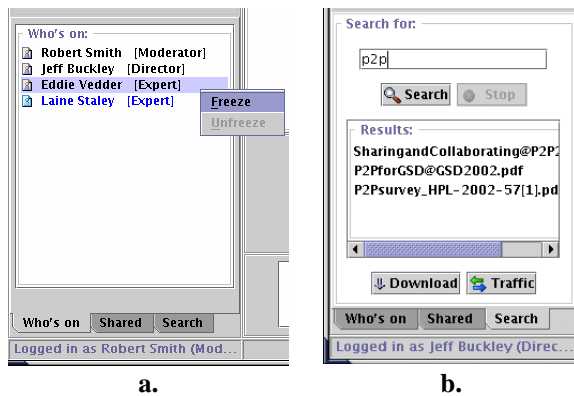 Who's on:
Robert Smith [Moderator]
Jeff Buckley [Director]
Eddie Vedder [Expert]
Laine Staley [Expert]
Freeze
Unfreeze
Who's on Shared Search
Logged in as Robert Smith (Mod...
a.
Search for:
p2p
Search Stop
Results:
SharingandCollaborating@P2P2
P2PforGSD@GSD2002.pdf
P2Psurvey_HPL-2002-57[1].pd
Download Traffic
Who's on Shared Search
Logged in as Jeff Buckley (Direc...
b.